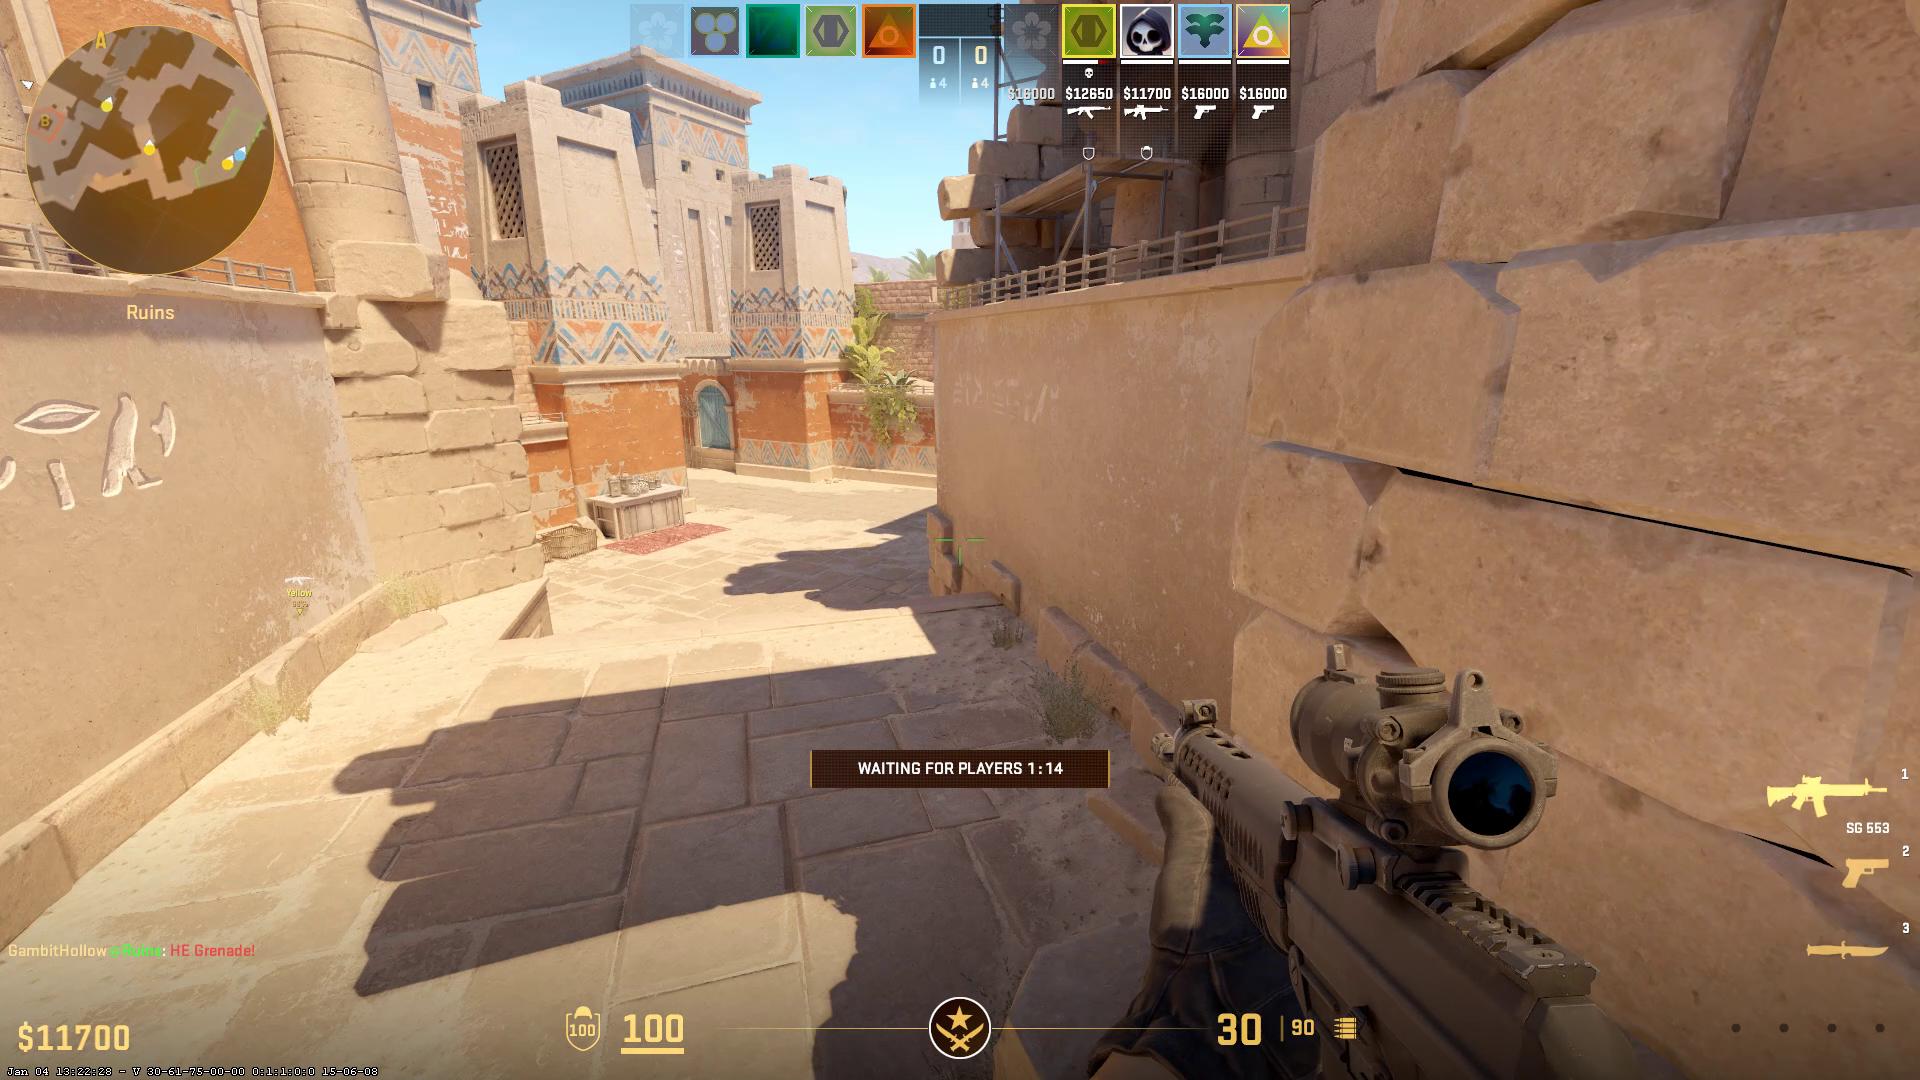 A
B
Ruins
0 0
4 4
$16000 $12650 $11700 $16000 $16000
Yellow
WAITING FOR PLAYERS 1:14
1
SG 553
2
3
GambitHollow @ Ruins: HE Grenade!
$11700
100 100
30 | 90
Jan 04 13:22:28 - V 30-61-75-00-00 0:1:1:0:0 15-06-08